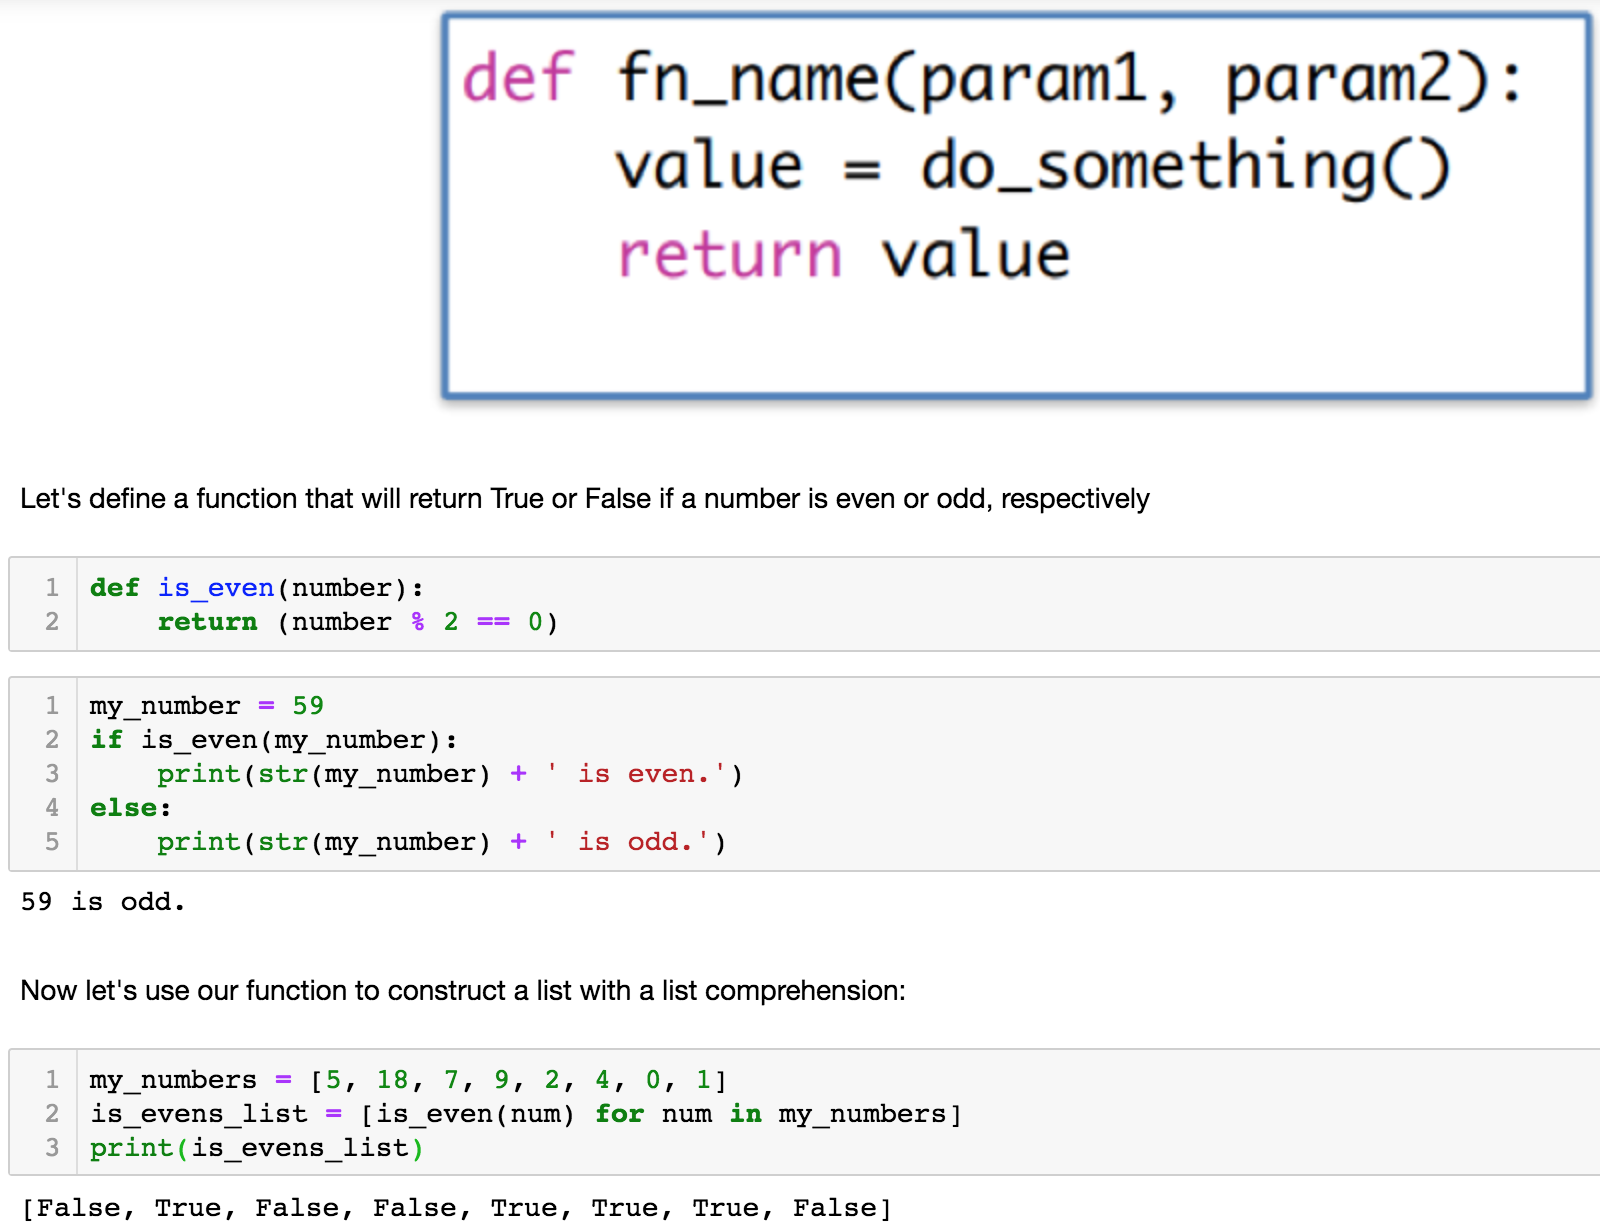 def fn_name(param1, param2):
    value = do_something()
    return value
Let's define a function that will return True or False if a number is even or odd, respectively
1 def is_even(number):
2     return (number % 2 == 0)
1 my_number = 59
2 if is_even(my_number):
3     print(str(my_number) + ' is even.')
4 else:
5     print(str(my_number) + ' is odd.')
59 is odd.
Now let's use our function to construct a list with a list comprehension:
1 my_numbers = [5, 18, 7, 9, 2, 4, 0, 1]
2 is_evens_list = [is_even(num) for num in my_numbers]
3 print(is_evens_list)
[False, True, False, False, True, True, True, False]